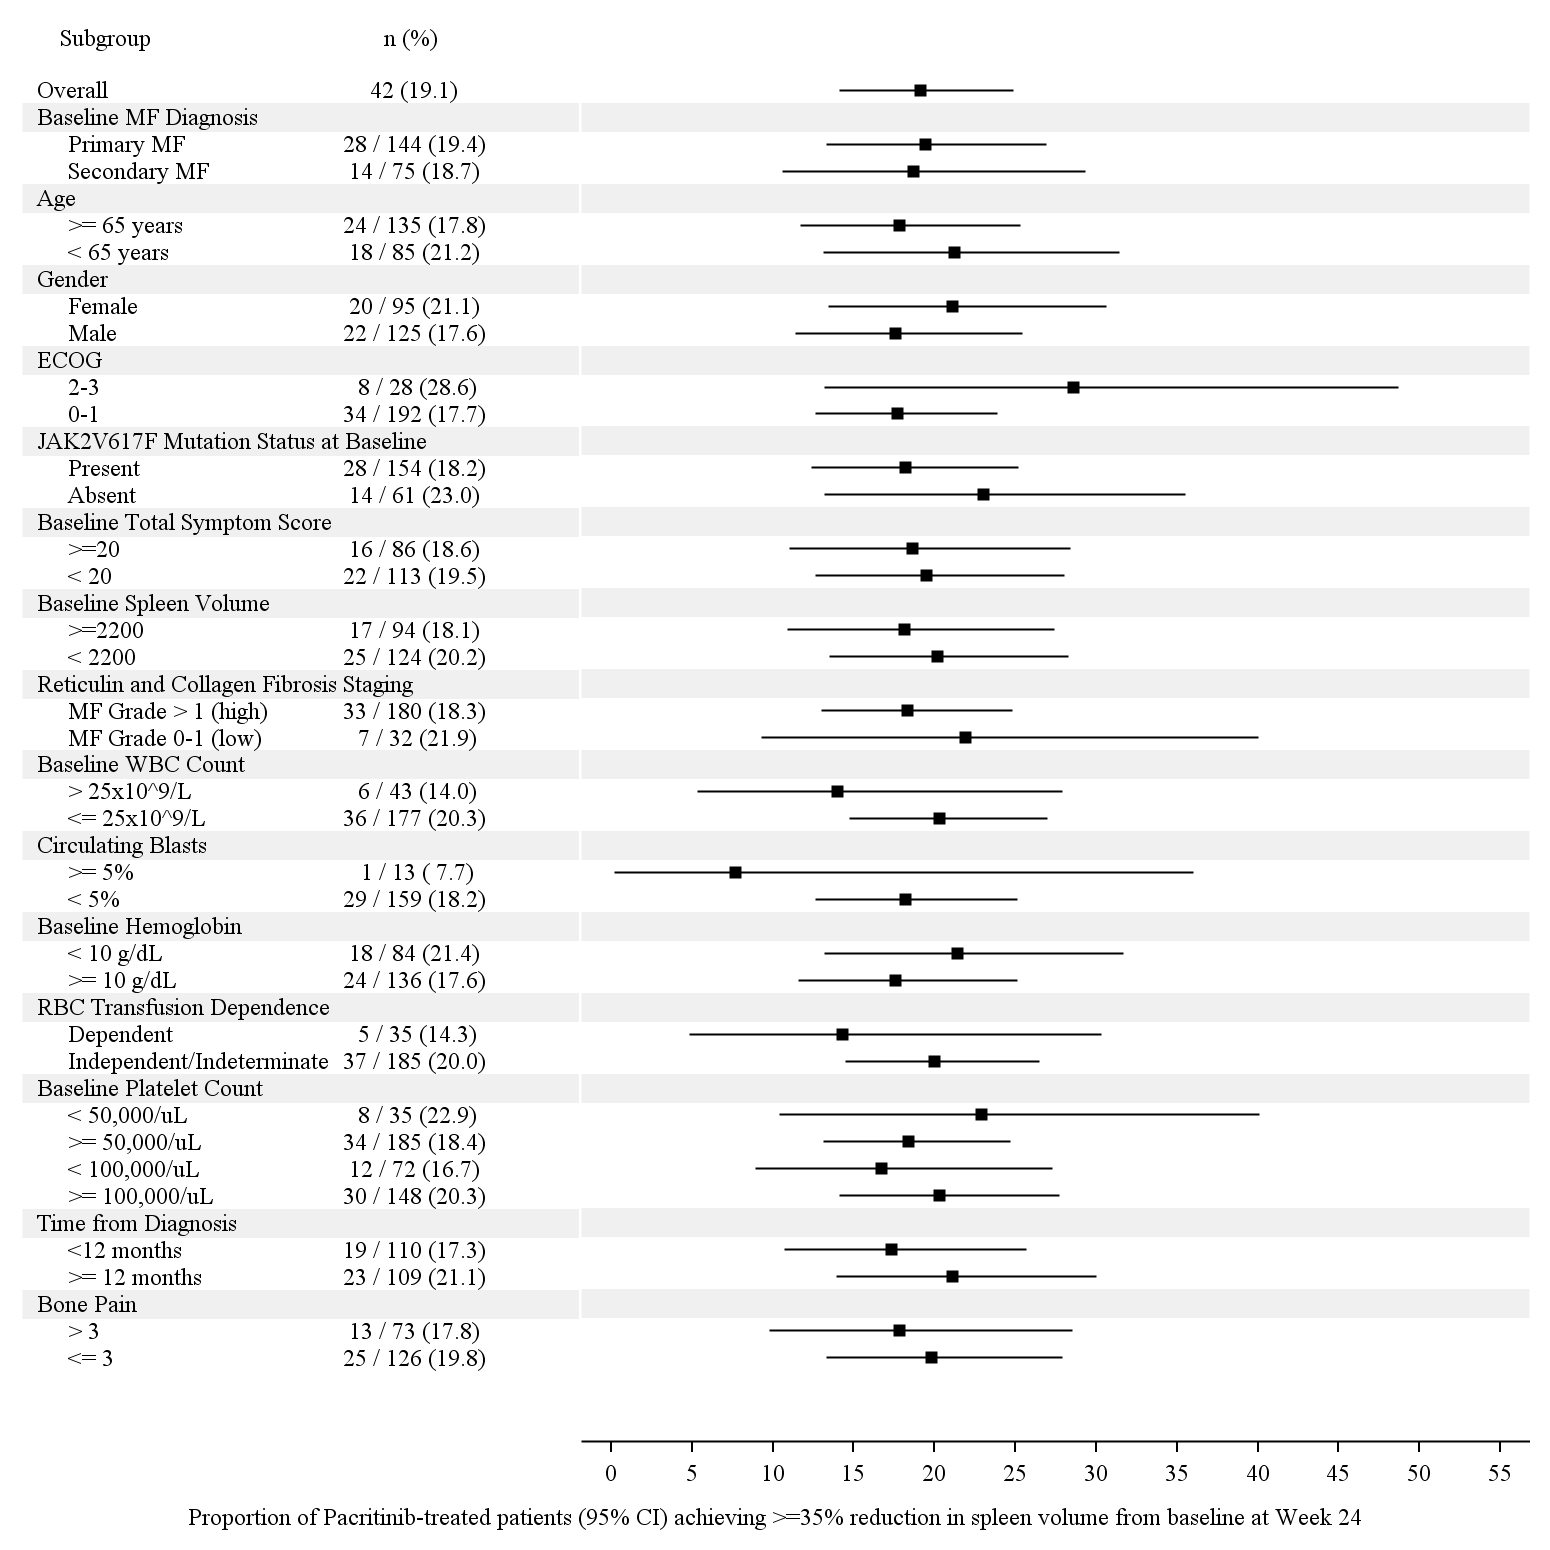 Subgroup n (%)
Overall 42 (19.1)
Baseline MF Diagnosis
Primary MF 28 / 144 (19.4)
Secondary MF 14 / 75 (18.7)
Age
>= 65 years 24 / 135 (17.8)
< 65 years 18 / 85 (21.2)
Gender
Female 20 / 95 (21.1)
Male 22 / 125 (17.6)
ECOG
2-3 8 / 28 (28.6)
0-1 34 / 192 (17.7)
JAK2V617F Mutation Status at Baseline
Present 28 / 154 (18.2)
Absent 14 / 61 (23.0)
Baseline Total Symptom Score
>=20 16 / 86 (18.6)
< 20 22 / 113 (19.5)
Baseline Spleen Volume
>=2200 17 / 94 (18.1)
< 2200 25 / 124 (20.2)
Reticulin and Collagen Fibrosis Staging
MF Grade > 1 (high) 33 / 180 (18.3)
MF Grade 0-1 (low) 7 / 32 (21.9)
Baseline WBC Count
> 25x10^9/L 6 / 43 (14.0)
<= 25x10^9/L 36 / 177 (20.3)
Circulating Blasts
>= 5% 1 / 13 ( 7.7)
< 5% 29 / 159 (18.2)
Baseline Hemoglobin
< 10 g/dL 18 / 84 (21.4)
>= 10 g/dL 24 / 136 (17.6)
RBC Transfusion Dependence
Dependent 5 / 35 (14.3)
Independent/Indeterminate 37 / 185 (20.0)
Baseline Platelet Count
< 50,000/uL 8 / 35 (22.9)
>= 50,000/uL 34 / 185 (18.4)
< 100,000/uL 12 / 72 (16.7)
>= 100,000/uL 30 / 148 (20.3)
Time from Diagnosis
<12 months 19 / 110 (17.3)
>= 12 months 23 / 109 (21.1)
Bone Pain
> 3 13 / 73 (17.8)
<= 3 25 / 126 (19.8)
0 5 10 15 20 25 30 35 40 45 50 55
Proportion of Pacritinib-treated patients (95% CI) achieving >=35% reduction in spleen volume from baseline at Week 24